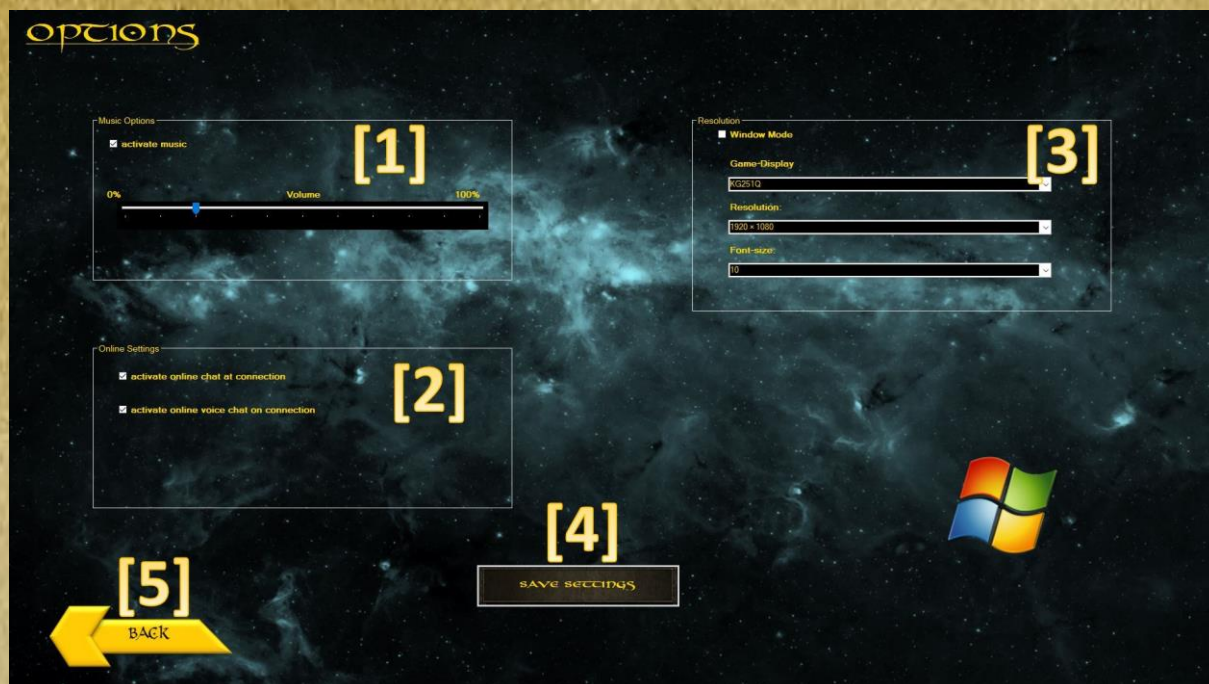 OPTIONS
Music Options
activate music
[1]
0% Volume 100%
Resolution
Window Mode
[3]
Game-Display
KG251Q
Resolution:
1920 × 1080
Font-size:
10
Online Settings
activate online chat at connection
[2]
activate online voice chat on connection
[4]
SAVE SETTINGS
[5]
BACK